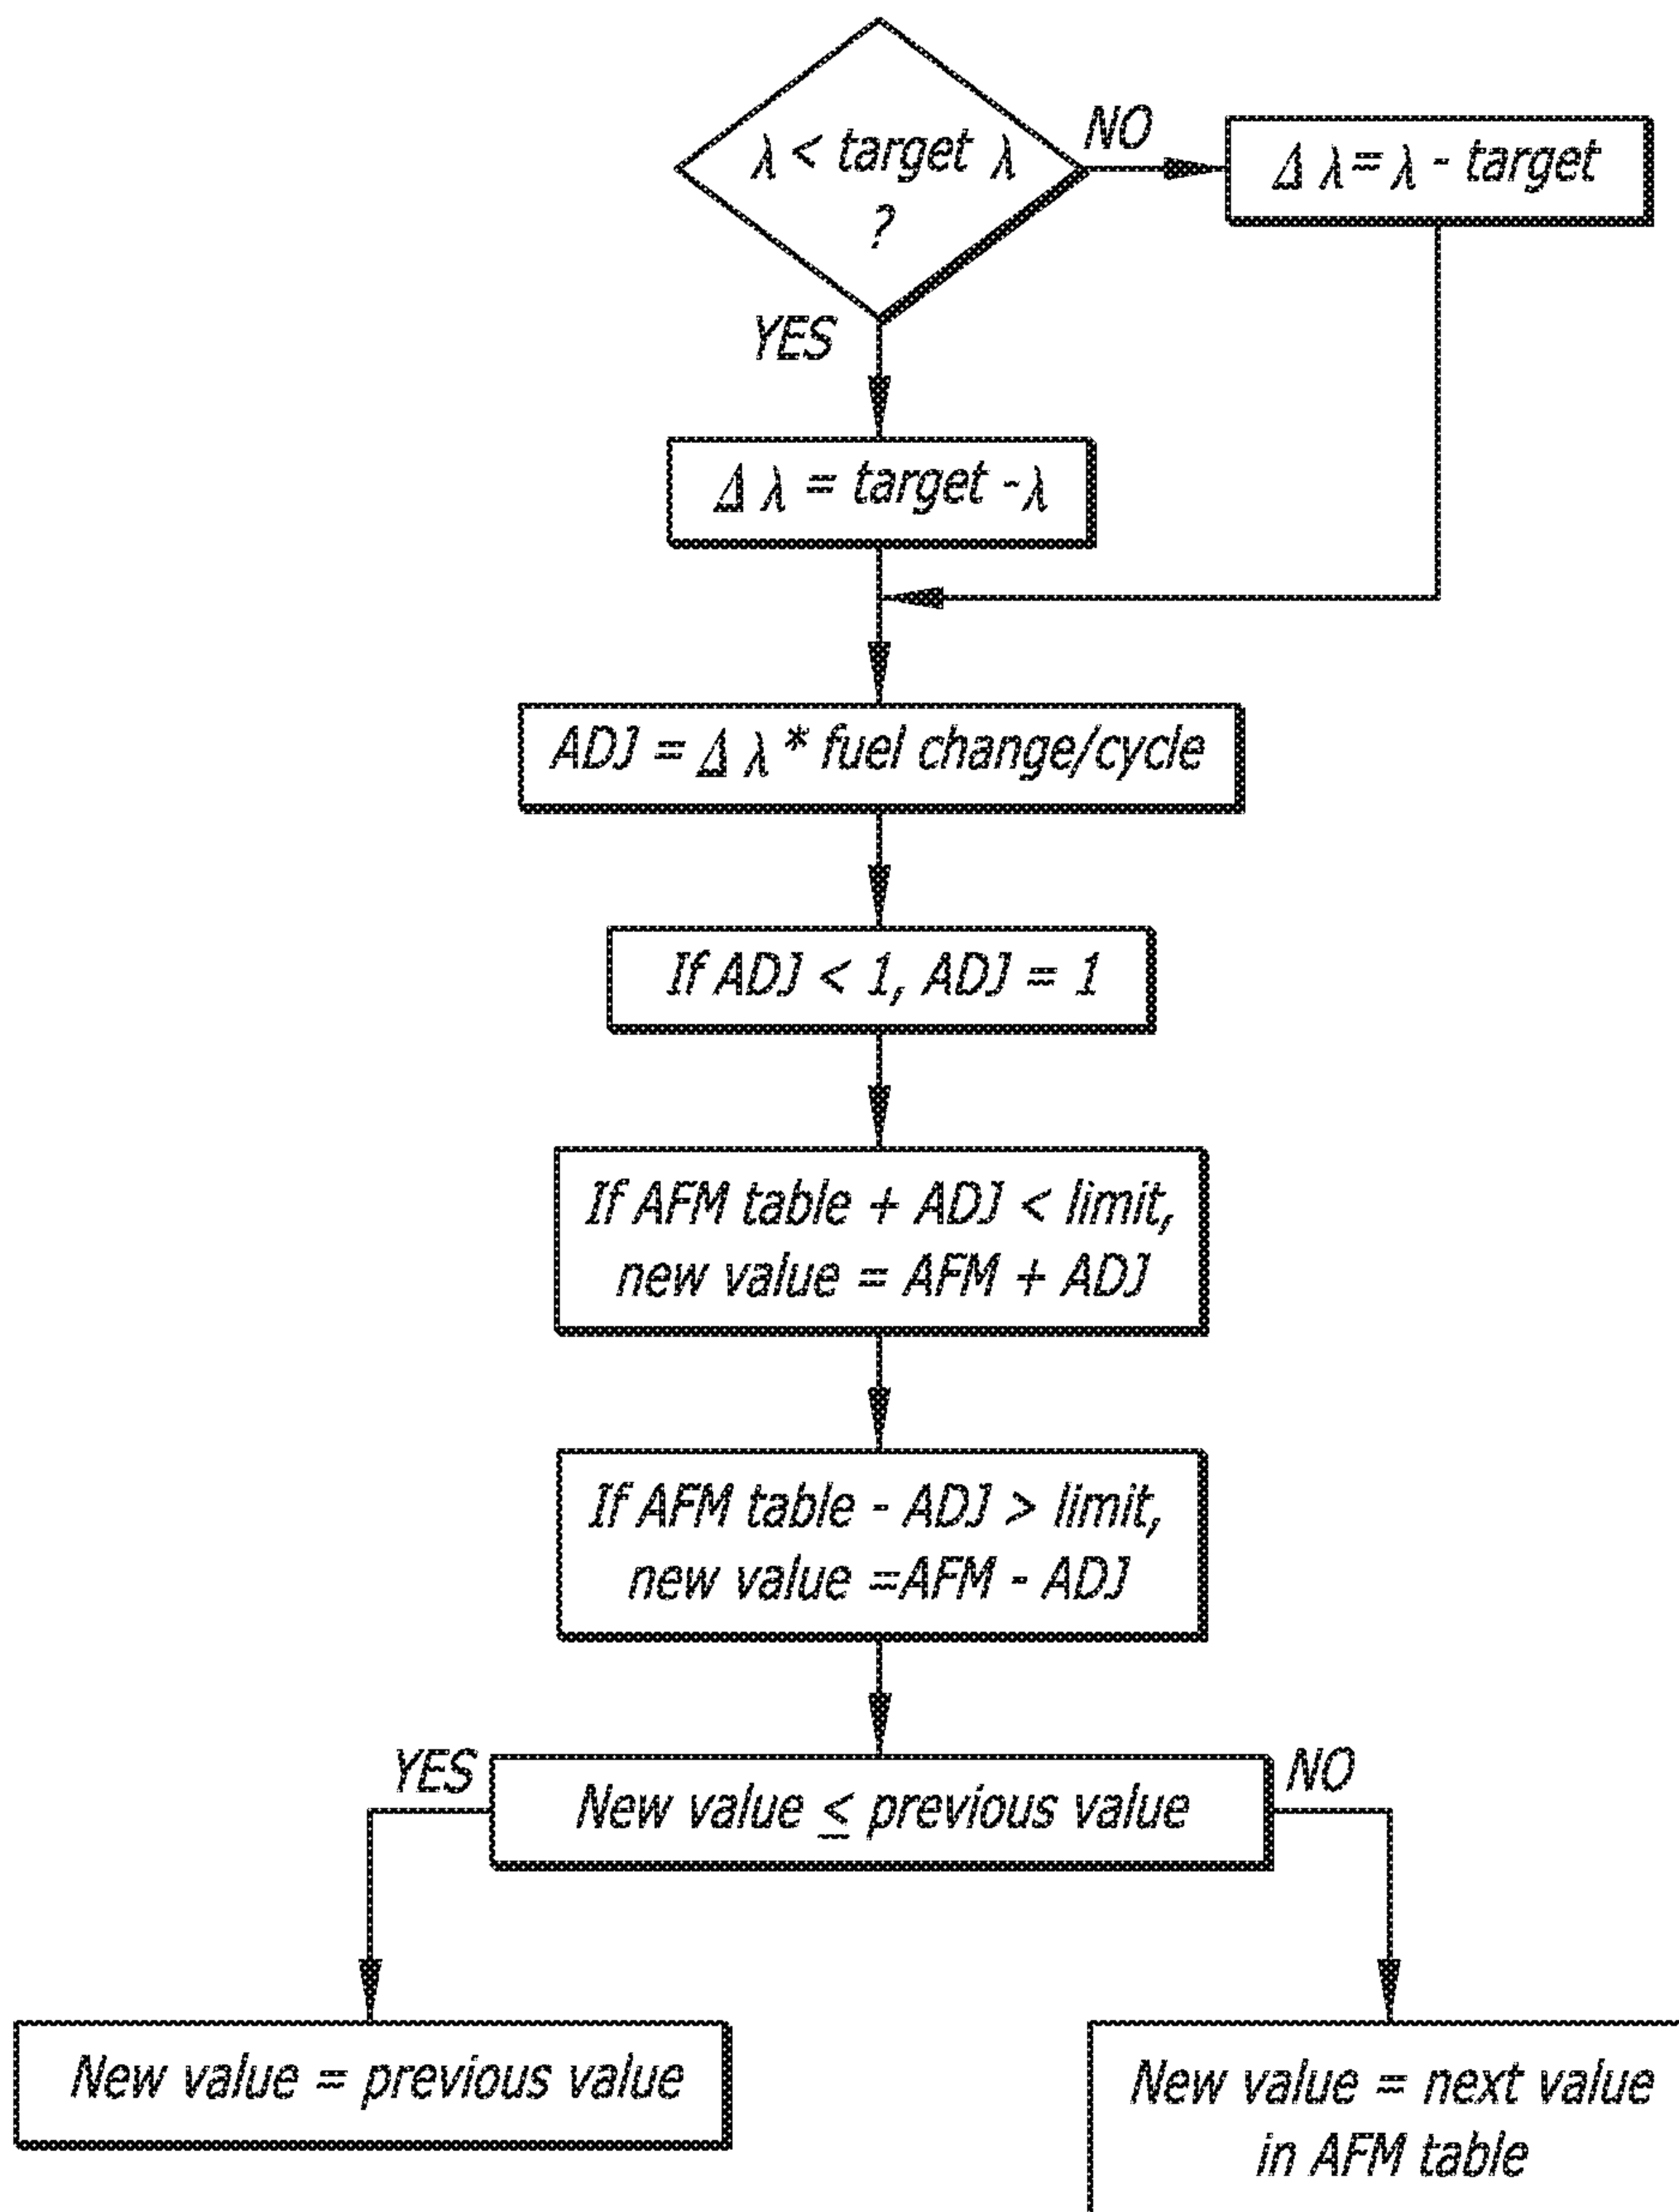 λ < target λ
?
NO
Δ λ = λ - target
YES
Δ λ = target - λ
ADJ = Δ λ * fuel change/cycle
If ADJ < 1, ADJ = 1
If AFM table + ADJ < limit,
new value = AFM + ADJ
If AFM table - ADJ > limit,
new value =AFM - ADJ
YES
New value ≤ previous value
NO
New value = previous value
New value = next value
in AFM table